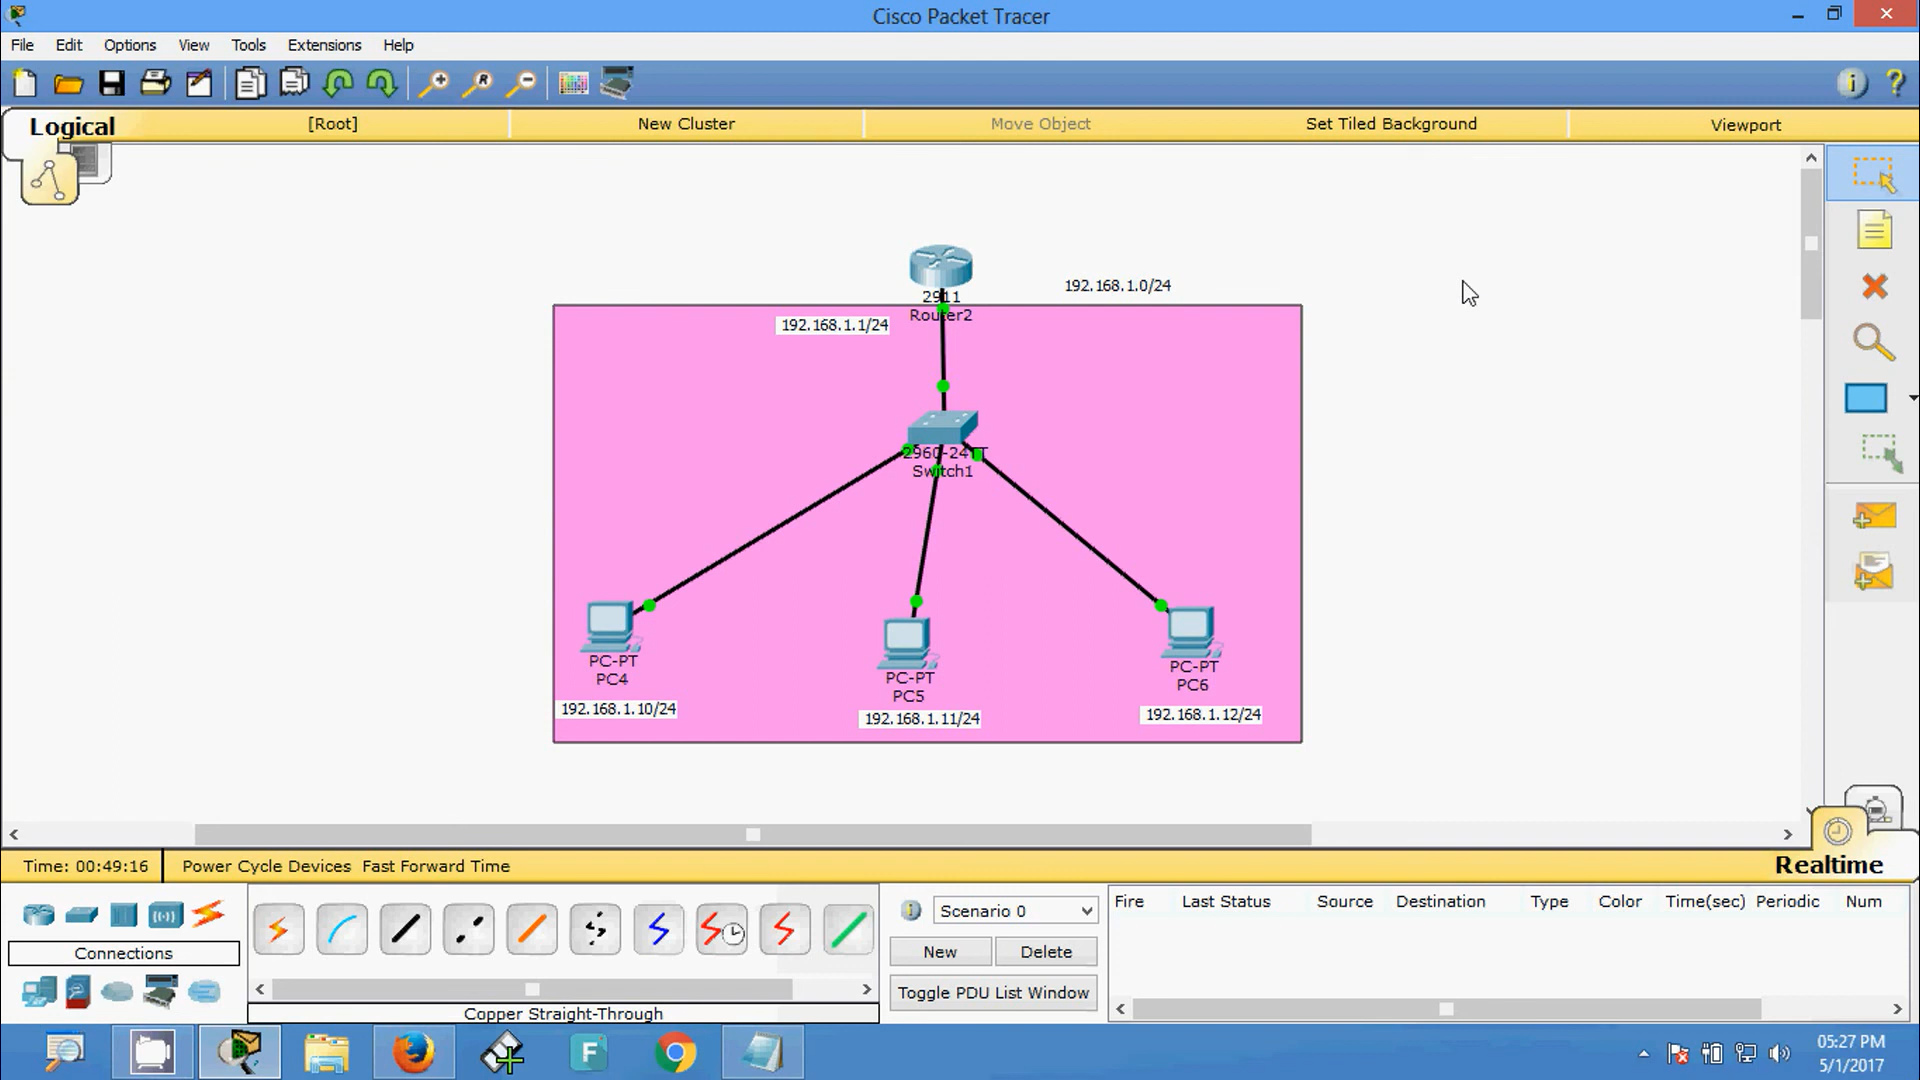 Cisco Packet Tracer
File Edit Options View Tools Extensions Help
Logical [Root] New Cluster Move Object Set Tiled Background Viewport
192.168.1.0/24
2911
Router2
192.168.1.1/24
2960-24TT
Switch1
PC-PT
PC4
192.168.1.10/24
PC-PT
PC5
192.168.1.11/24
PC-PT
PC6
192.168.1.12/24
Time: 00:49:16 Power Cycle Devices Fast Forward Time Realtime
Connections
Copper Straight-Through
Scenario 0
New Delete
Toggle PDU List Window
Fire Last Status Source Destination Type Color Time(sec) Periodic Num
05:27 PM
5/1/2017